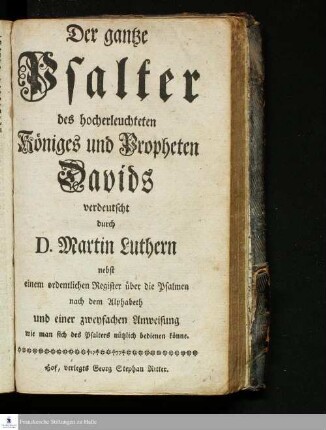 Der gantze
Psalter
des hocherleuchteten
Königes und Propheten
Davids
verdeutscht
durch
D. Martin Luthern
nebst
einem ordentlichen Register über die Psalmen
nach dem Alphabeth
und einer zweyfachen Anweisung
wie man sich des Psalters nützlich bedienen könne.
Hof, verlegts Georg Stephan Ritter.
Franckesche Stiftungen zu Halle